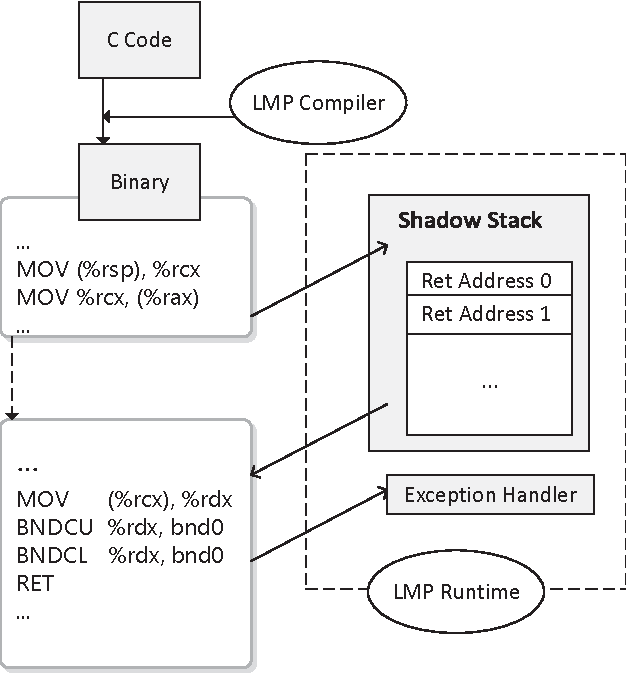 C Code
LMP Compiler
Binary
...
MOV (%rsp), %rcx
MOV %rcx, (%rax)
...
Shadow Stack
Ret Address 0
Ret Address 1
...
...
MOV (%rcx), %rdx
BNDCU %rdx, bnd0
BNDCL %rdx, bnd0
RET
...
Exception Handler
LMP Runtime